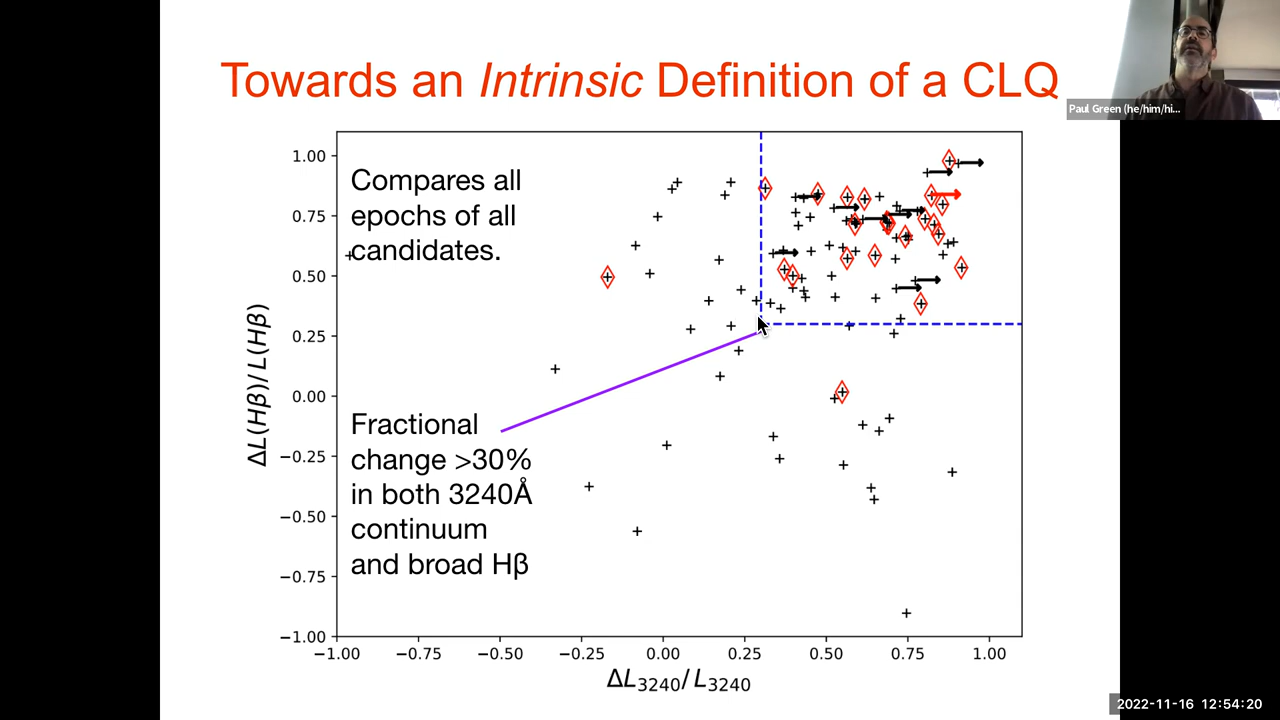 Towards an Intrinsic Definition of a CLQ
Paul Green (he/him/hi...
Compares all
epochs of all
candidates.
Fractional
change >30%
in both 3240Å
continuum
and broad Hβ
ΔL(Hβ)/L(Hβ)
1.00
0.75
0.50
0.25
0.00
−0.25
−0.50
−0.75
−1.00
−1.00 −0.75 −0.50 −0.25 0.00 0.25 0.50 0.75 1.00
ΔL₃₂₄₀/L₃₂₄₀
2022-11-16 12:54:20